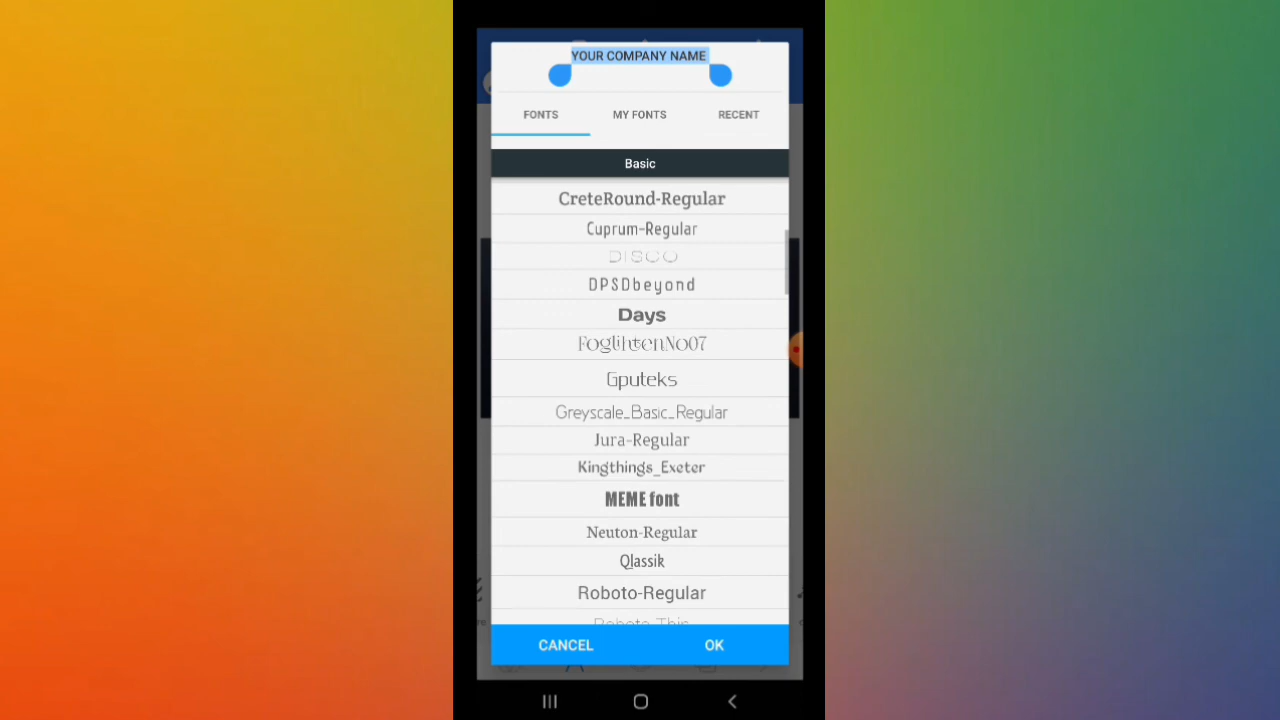 YOUR COMPANY NAME
FONTS MY FONTS RECENT
Basic
CreteRound-Regular
Cuprum-Regular
DISCO
DPSDbeyond
Days
FoglihtenNo07
Gputeks
Greyscale_Basic_Regular
Jura-Regular
Kingthings_Exeter
MEME font
Neuton-Regular
Qlassik
Roboto-Regular
CANCEL OK